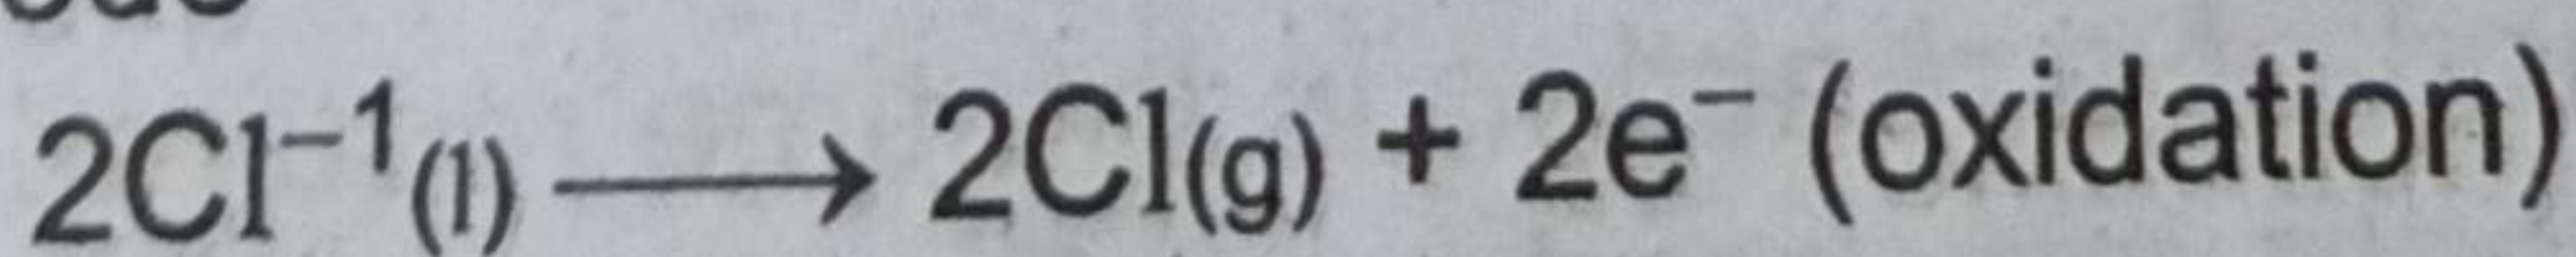 2Cl⁻¹(l) ⟶ 2Cl(g) + 2e⁻ (oxidation)